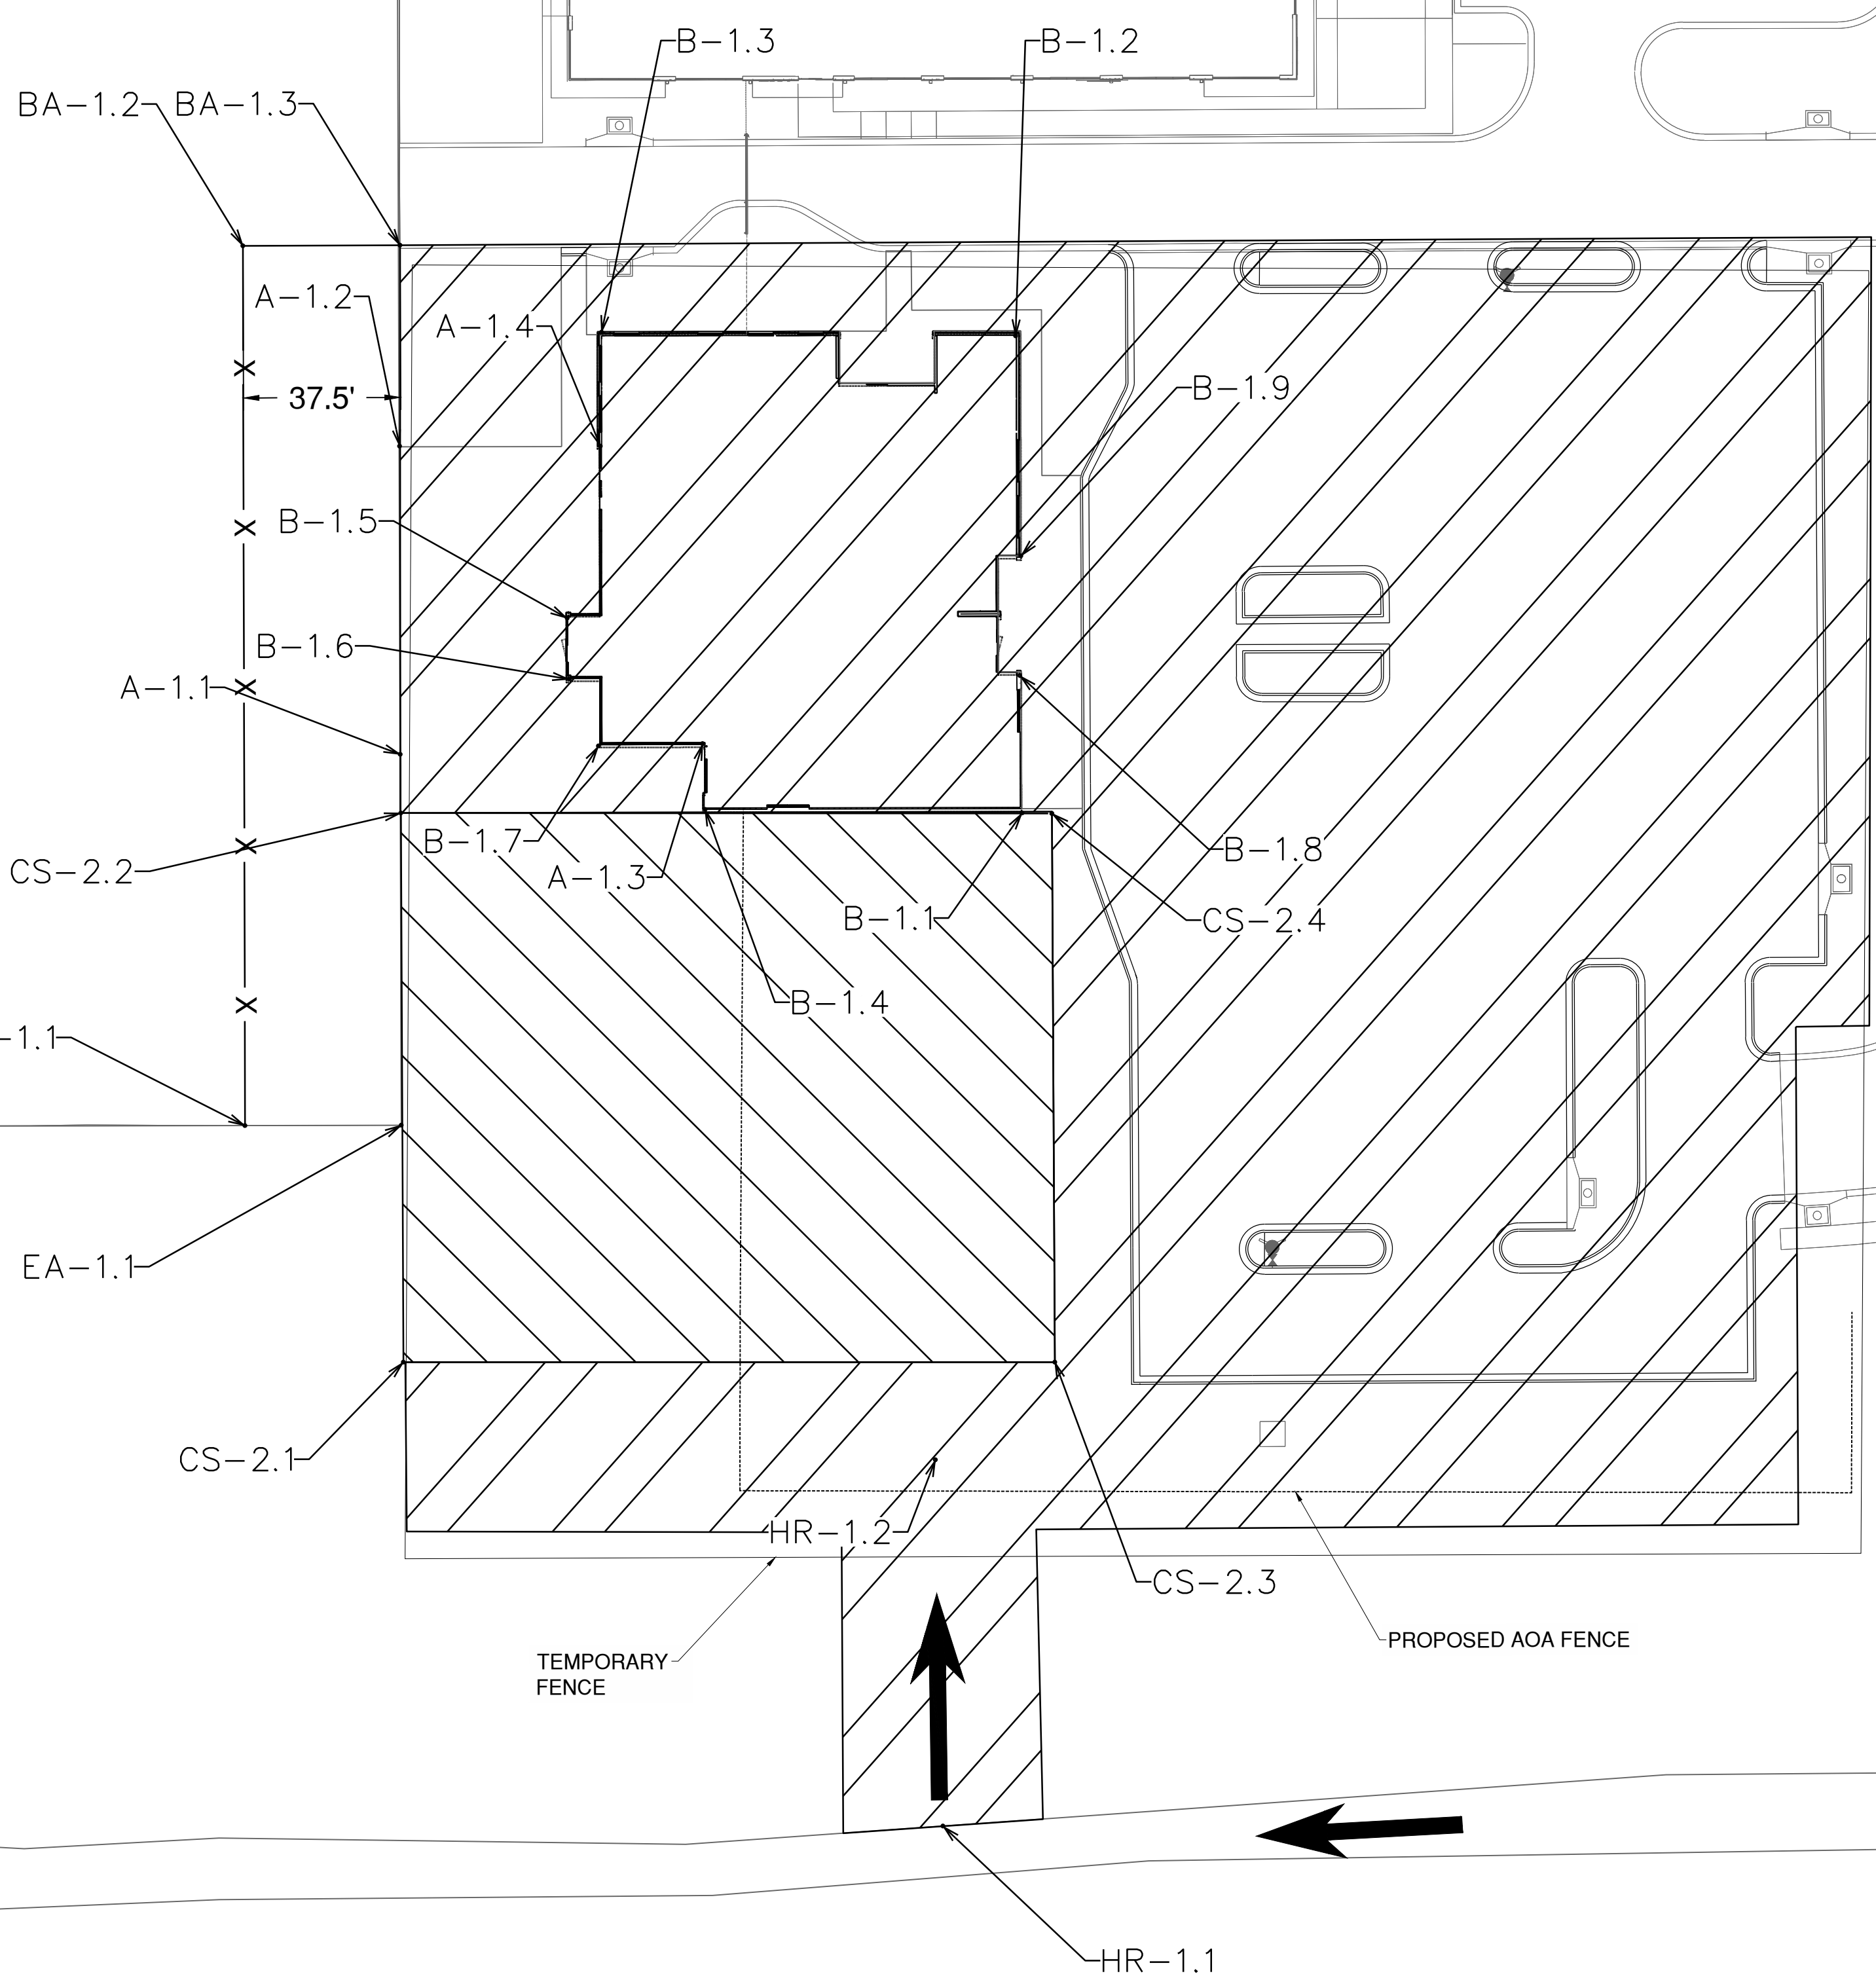 B-1.3
B-1.2
BA-1.2
BA-1.3
A-1.2
A-1.4
X
37.5'
B-1.9
B-1.5
X
B-1.6
A-1.1
X
B-1.7
X
B-1.8
CS-2.2
A-1.3
B-1.1
CS-2.4
B-1.4
X
-1.1
EA-1.1
CS-2.1
HR-1.2
CS-2.3
PROPOSED AOA FENCE
TEMPORARY
FENCE
HR-1.1